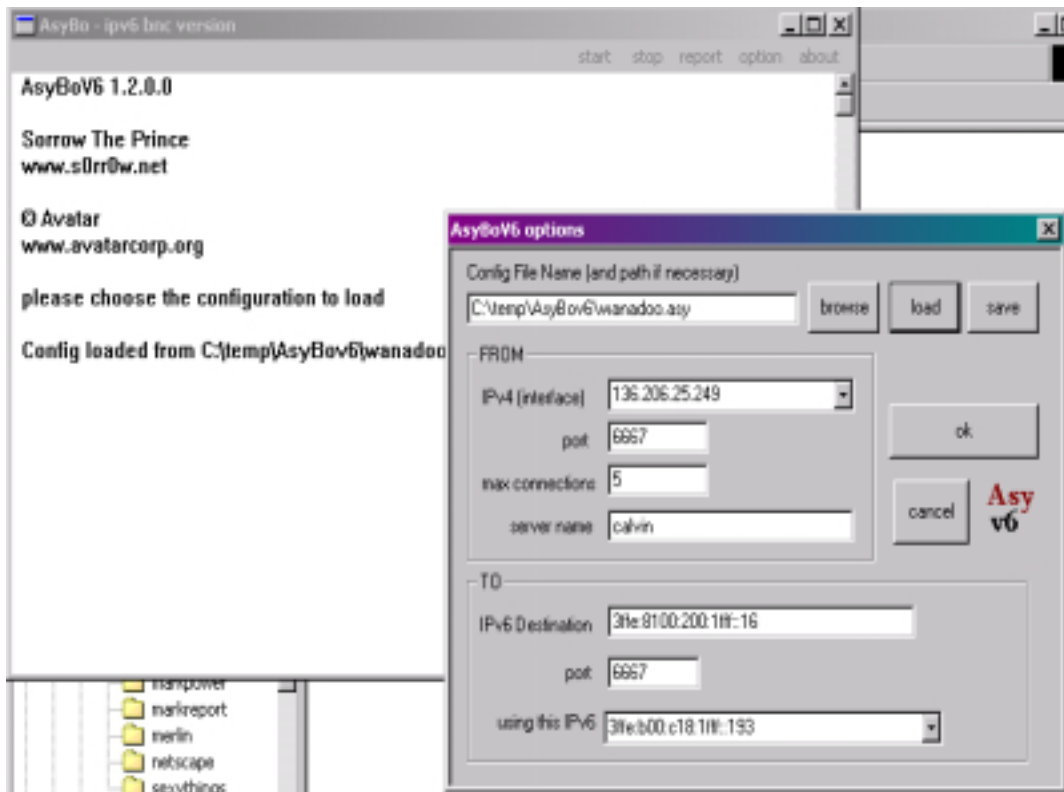 AsyBo - ipv6 bnc version
start stop report option about
AsyBoV6 1.2.0.0
Sorrow The Prince
www.s0rr0w.net
© Avatar
www.avatarcorp.org
please choose the configuration to load
Config loaded from C:\temp\AsyBov6\wanadoo
AsyBoV6 options
Config File Name (and path if necessary)
C:\temp\AsyBov6\wanadoo.asy
browse
load
save
FROM
IPv4 (interface) 136.206.25.249
port 6667
max connections 5
server name calvin
ok
cancel
Asy
v6
TO
IPv6 Destination 3ffe:8100:200:1fff::16
port 6667
using this IPv6 3ffe:b00:c18:1fff::193
markpower
markreport
merlin
netscape
sexythings